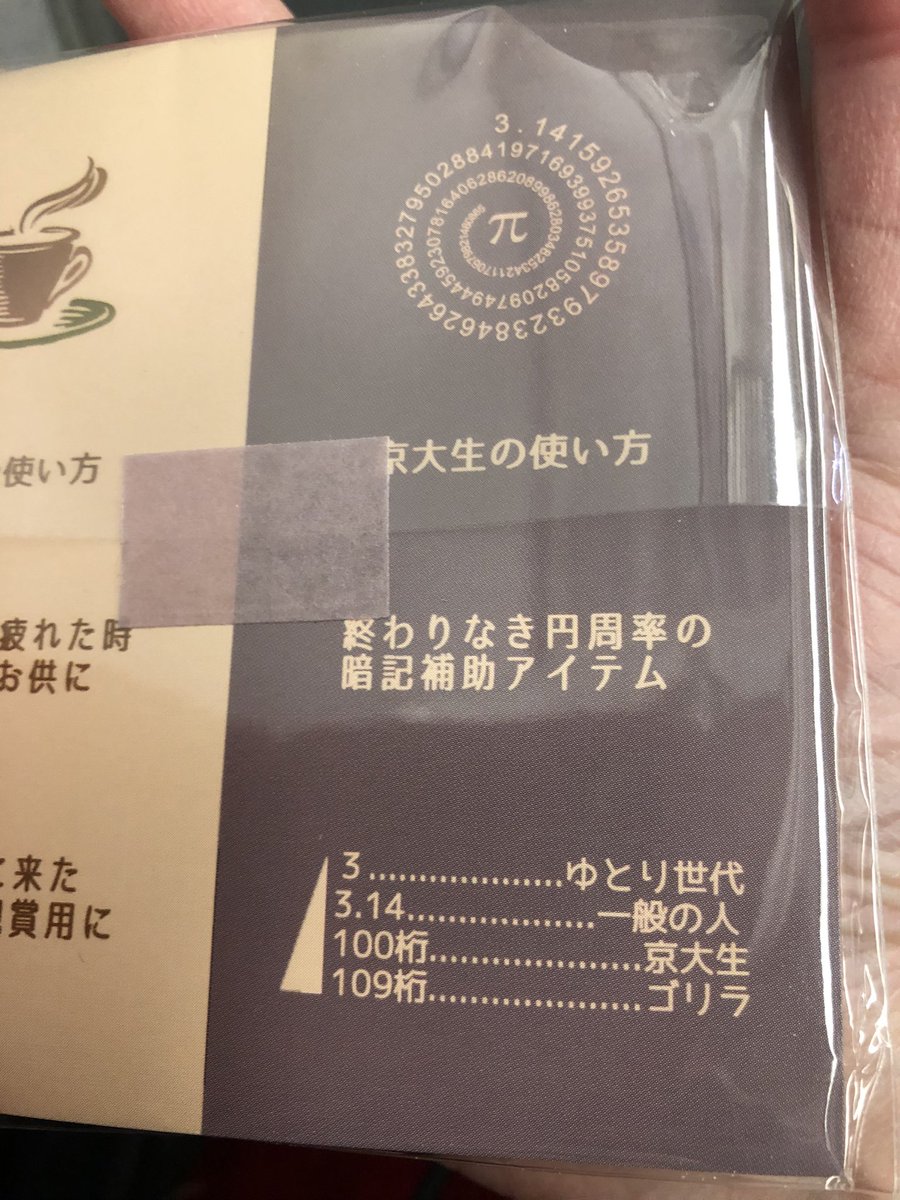 使い方
疲れた時
お供に
来た
賞用に
3.1415926535897932384626433832795028841971693993751058209749445923078164062862089986280348253421170679821480865
π
京大生の使い方
終わりなき円周率の
暗記補助アイテム
3...................ゆとり世代
3.14..................一般の人
100桁.....................京大生
109桁.....................ゴリラ